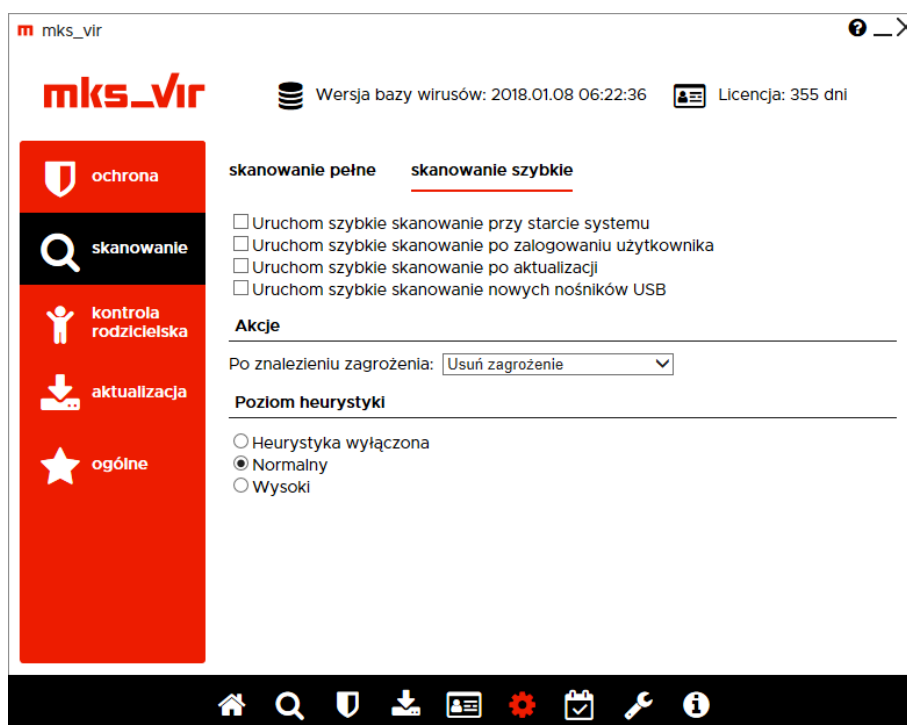 mks_vir
mks_vir
Wersja bazy wirusów: 2018.01.08 06:22:36
Licencja: 355 dni
ochrona
skanowanie
kontrola
rodzicielska
aktualizacja
ogólne
skanowanie pełne
skanowanie szybkie
Uruchom szybkie skanowanie przy starcie systemu
Uruchom szybkie skanowanie po zalogowaniu użytkownika
Uruchom szybkie skanowanie po aktualizacji
Uruchom szybkie skanowanie nowych nośników USB
Akcje
Po znalezieniu zagrożenia: Usuń zagrożenie
Poziom heurystyki
Heurystyka wyłączona
Normalny
Wysoki